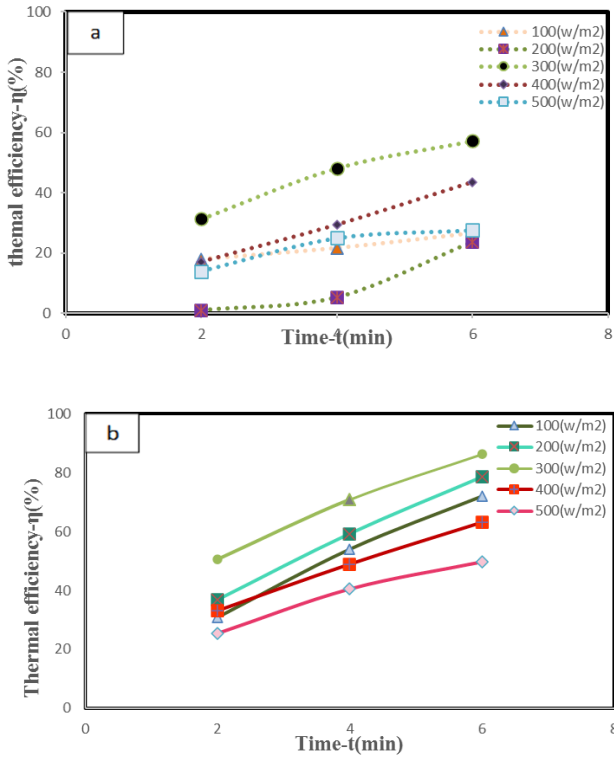 a
100(w/m2)
200(w/m2)
300(w/m2)
400(w/m2)
500(w/m2)
100
80
60
40
20
0
themal efficiency-η(%)
0 2 4 6 8
Time-t(min)
b
100(w/m2)
200(w/m2)
300(w/m2)
400(w/m2)
500(w/m2)
100
80
60
40
20
0
Thermal efficiency-η(%)
0 2 4 6 8
Time-t(min)